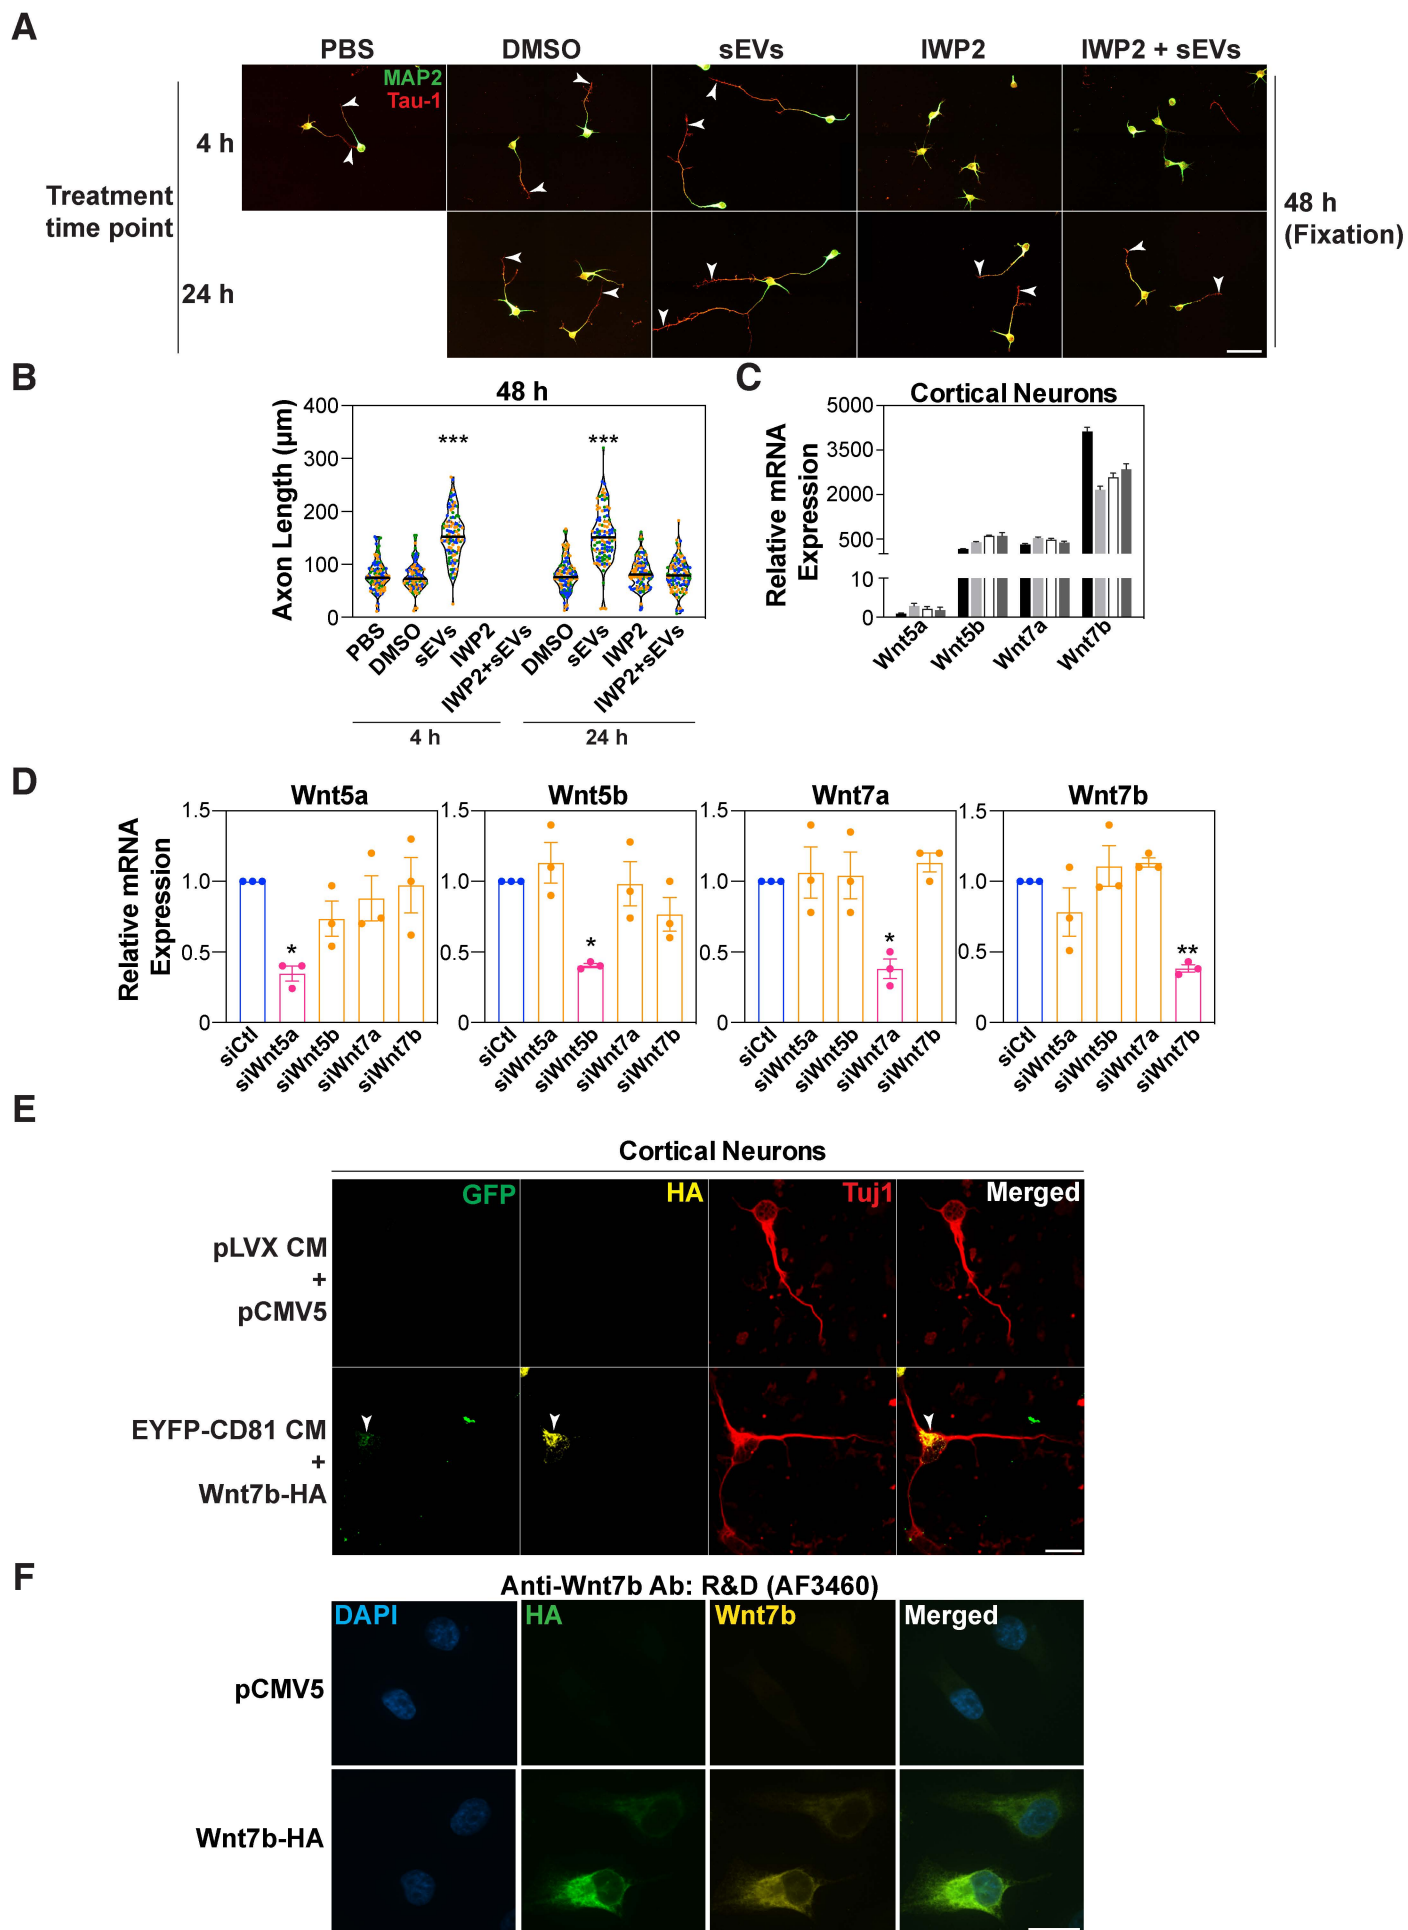 A
PBS DMSO sEVs IWP2 IWP2 + sEVs
MAP2
Tau-1
4 h
Treatment
time point
24 h
48 h
(Fixation)
B
48 h
Axon Length (µm)
400
300
200
100
0
*** ***
PBS DMSO sEVs IWP2 IWP2+sEVs DMSO sEVs IWP2 IWP2+sEVs
4 h 24 h
C
Cortical Neurons
Relative mRNA
Expression
5000
3500
2000
500
10
0
Wnt5a Wnt5b Wnt7a Wnt7b
D
Relative mRNA
Expression
Wnt5a
1.5
1.0
0.5
0
*
siCtl siWnt5a siWnt5b siWnt7a siWnt7b
Wnt5b
1.5
1.0
0.5
0
*
siCtl siWnt5a siWnt5b siWnt7a siWnt7b
Wnt7a
1.5
1.0
0.5
0
*
siCtl siWnt5a siWnt5b siWnt7a siWnt7b
Wnt7b
1.5
1.0
0.5
0
**
siCtl siWnt5a siWnt5b siWnt7a siWnt7b
E
Cortical Neurons
GFP HA Tuj1 Merged
pLVX CM
+
pCMV5
EYFP-CD81 CM
+
Wnt7b-HA
F
Anti-Wnt7b Ab: R&D (AF3460)
DAPI HA Wnt7b Merged
pCMV5
Wnt7b-HA